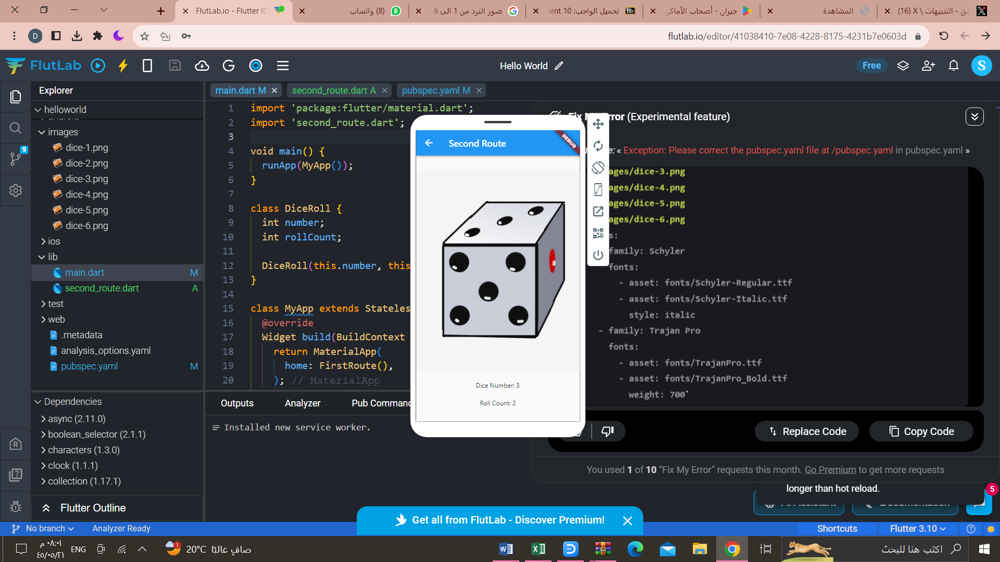 FlutLab.io - Flutter ID
(8) واتساب
صور النرد من 1 الى 6 -
تحميل الواجب: 10
جيران - أصحاب الأماكن
المشاهدة
(16) X \ التنبيهات
D
flutlab.io/editor/41038410-7e08-4228-8175-4231b7e0603d
FlutLab
Hello World
Free
S
Explorer
helloworld
images
dice-1.png
dice-2.png
dice-3.png
dice-4.png
dice-5.png
dice-6.png
ios
lib
main.dart M
second_route.dart A
test
web
.metadata
analysis_options.yaml
pubspec.yaml M
9
Dependencies
async (2.11.0)
boolean_selector (2.1.1)
characters (1.3.0)
clock (1.1.1)
collection (1.17.1)
Flutter Outline
main.dart M
second_route.dart A
pubspec.yaml M
1 import 'package:flutter/material.dart';
2 import 'second_route.dart';
3
4 void main() {
5 runApp(MyApp());
6 }
7
8 class DiceRoll {
9 int number;
10 int rollCount;
11
12 DiceRoll(this.number, this
13 }
14
15 class MyApp extends Stateles
16 @override
17 Widget build(BuildContext
18 return MaterialApp(
19 home: FirstRoute(),
20 ); // MaterialApp
Outputs
Analyzer
Pub Command
Installed new service worker.
Second Route
DEBUG
Dice Number: 3
Roll Count: 2
Fix My Error (Experimental feature)
« Exception: Please correct the pubspec.yaml file at /pubspec.yaml in pubspec.yaml »
ages/dice-3.png
ages/dice-4.png
ages/dice-5.png
ages/dice-6.png
s:
family: Schyler
fonts:
- asset: fonts/Schyler-Regular.ttf
- asset: fonts/Schyler-Italic.ttf
style: italic
- family: Trajan Pro
fonts:
- asset: fonts/TrajanPro.ttf
- asset: fonts/TrajanPro_Bold.ttf
weight: 700`
Replace Code
Copy Code
You used 1 of 10 “Fix My Error” requests this month. Go Premium to get more requests
longer than hot reload.
5
Get all from FlutLab - Discover Premium!
No branch
Analyzer Ready
Shortcuts
Flutter 3.10
٠٨:٠١ م
٤٥/٠٥/٢١
ENG
1
20°C صافٍ غالبًا
اكتب هنا للبحث